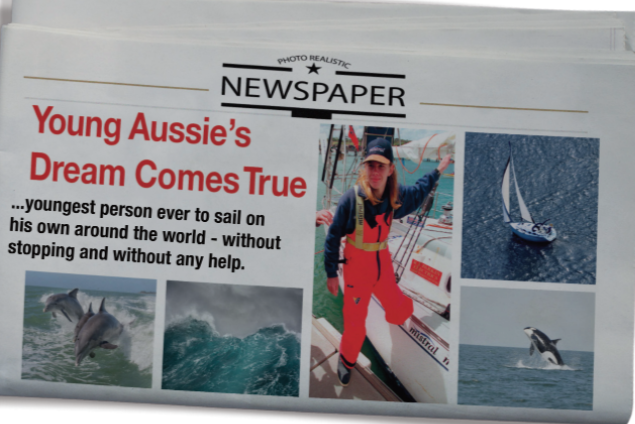 PHOTO REALISTIC
NEWSPAPER
Young Aussie's
Dream Comes True
...youngest person ever to sail on
his own around the world - without
stopping and without any help.
mistral